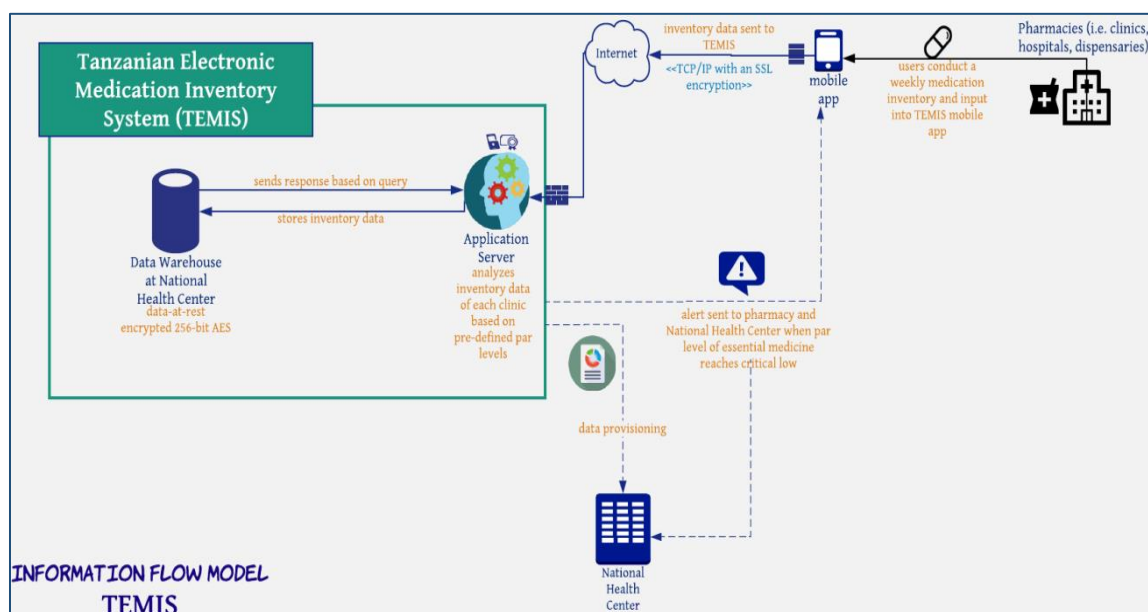 Tanzanian Electronic
Medication Inventory
System (TEMIS)
sends response based on query
stores inventory data
Data Warehouse
at National
Health Center
data-at-rest
encrypted 256-bit AES
Application
Server
analyzes
inventory data
of each clinic
based on
pre-defined par
levels
Internet
inventory data sent to
TEMIS
<<TCP/IP with an SSL
encryption>>
mobile
app
users conduct a
weekly medication
inventory and input
into TEMIS mobile
app
Pharmacies (i.e. clinics,
hospitals, dispensaries)
alert sent to pharmacy and
National Health Center when par
level of essential medicine
reaches critical low
data provisioning
National
Health
Center
INFORMATION FLOW MODEL
TEMIS